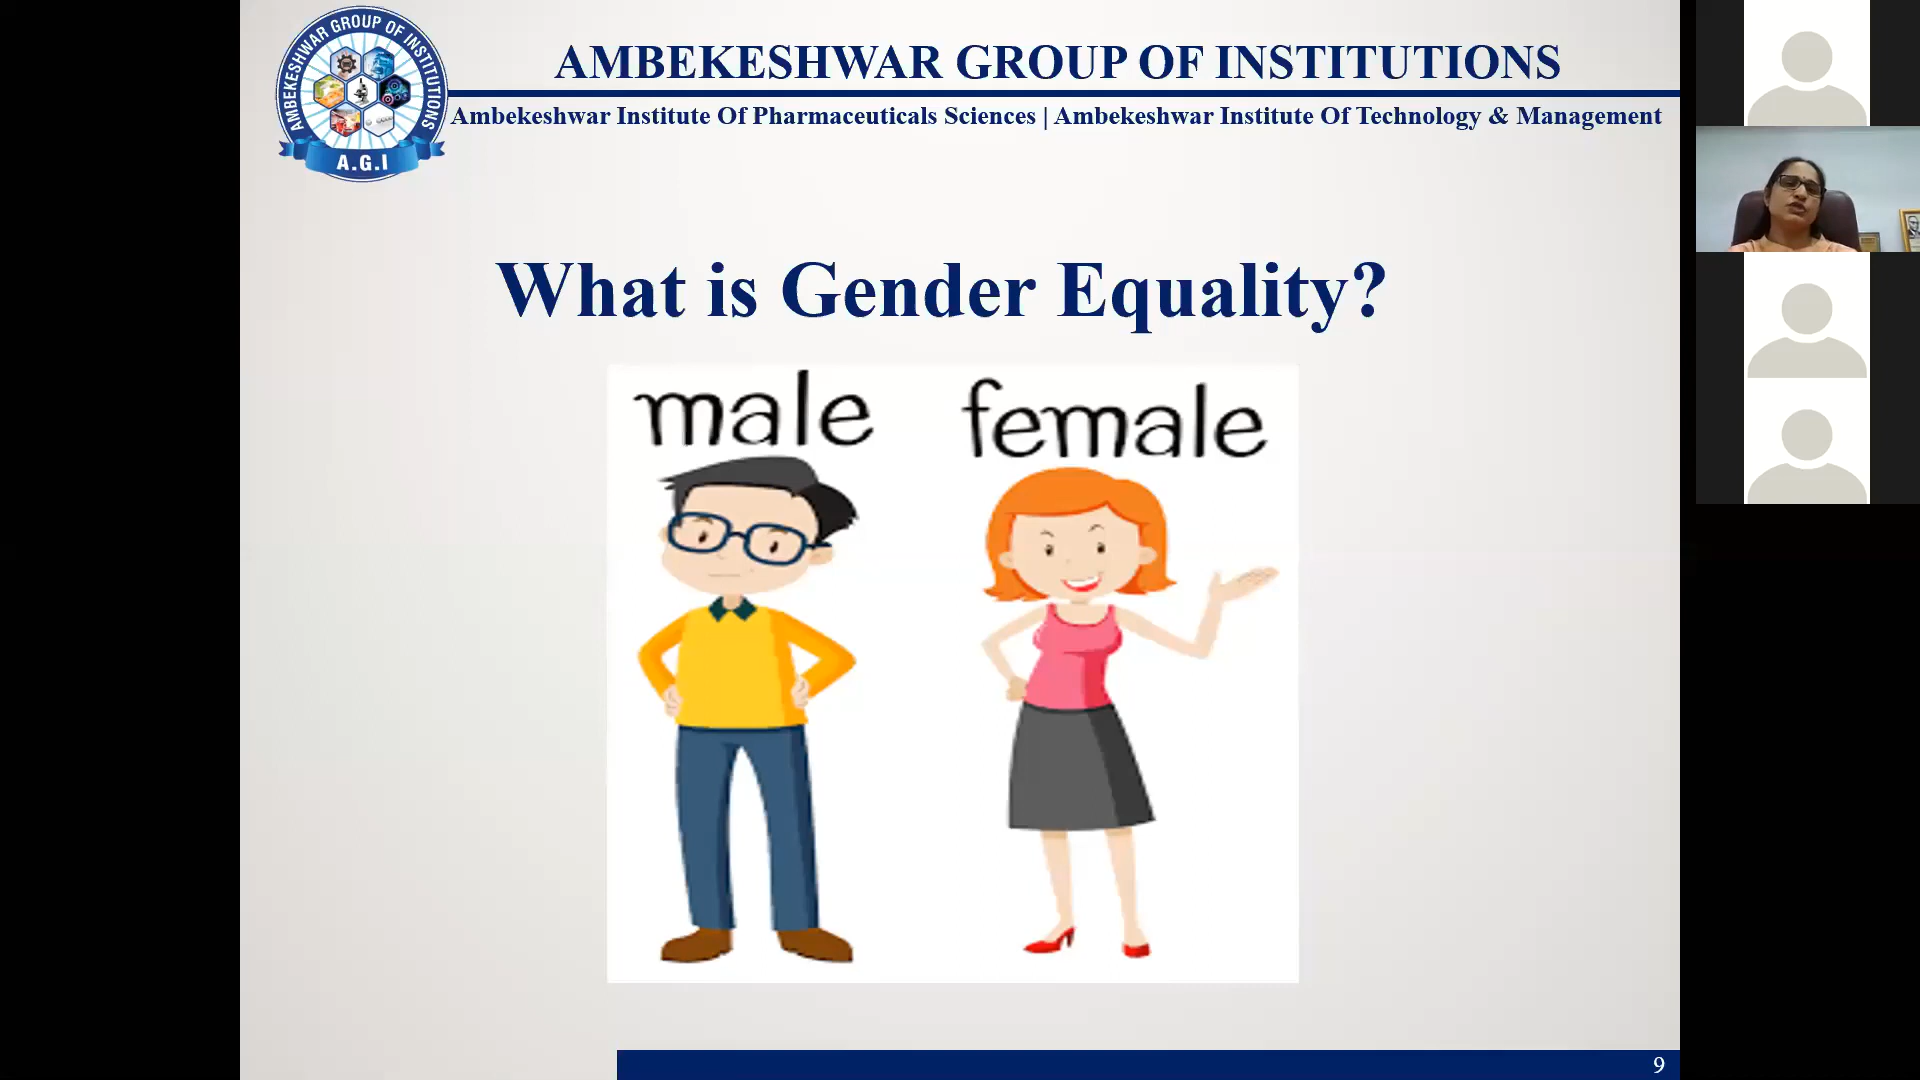 AMBEKESHWAR GROUP OF INSTITUTIONS
A.G.I
AMBEKESHWAR GROUP OF INSTITUTIONS
Ambekeshwar Institute Of Pharmaceuticals Sciences | Ambekeshwar Institute Of Technology & Management
What is Gender Equality?
male female
9